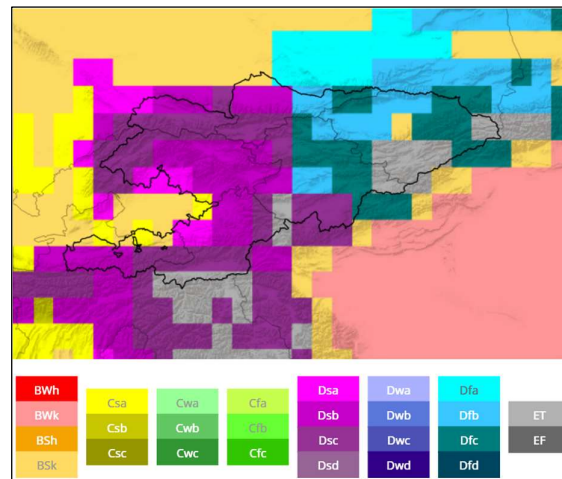 BWh
BWk
BSh
BSk
Csa
Csb
Csc
Cwa
Cwb
Cwc
Cfa
Cfb
Cfc
Dsa
Dsb
Dsc
Dsd
Dwa
Dwb
Dwc
Dwd
Dfa
Dfb
Dfc
Dfd
ET
EF